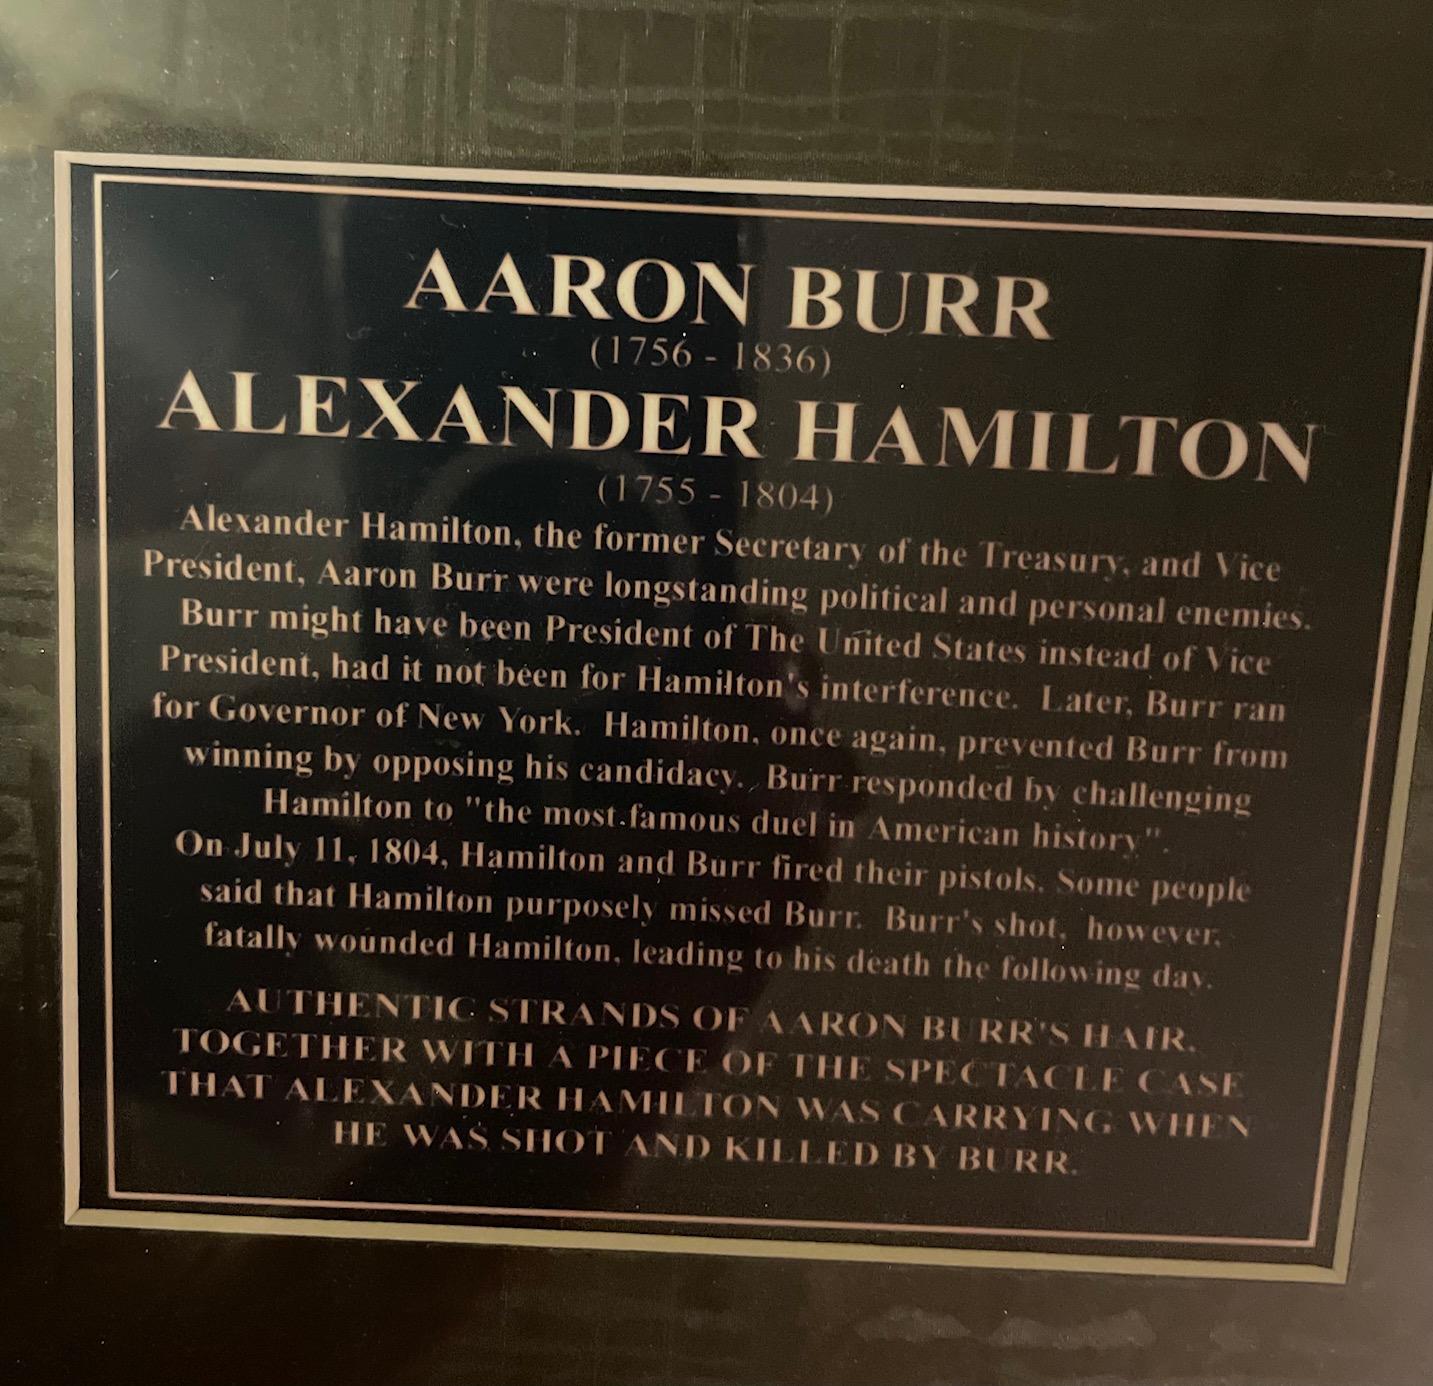 AARON BURR
(1756 - 1836)
ALEXANDER HAMILTON
(1755 - 1804)
Alexander Hamilton, the former Secretary of the Treasury, and Vice
President, Aaron Burr were longstanding political and personal enemies.
Burr might have been President of The United States instead of Vice
President, had it not been for Hamilton's interference. Later, Burr ran
for Governor of New York. Hamilton, once again, prevented Burr from
winning by opposing his candidacy. Burr responded by challenging
Hamilton to "the most famous duel in American history".
On July 11, 1804, Hamilton and Burr fired their pistols. Some people
said that Hamilton purposely missed Burr. Burr's shot, however,
fatally wounded Hamilton, leading to his death the following day.
AUTHENTIC STRANDS OF AARON BURR'S HAIR.
TOGETHER WITH A PIECE OF THE SPECTACLE CASE
THAT ALEXANDER HAMILTON WAS CARRYING WHEN
HE WAS SHOT AND KILLED BY BURR.